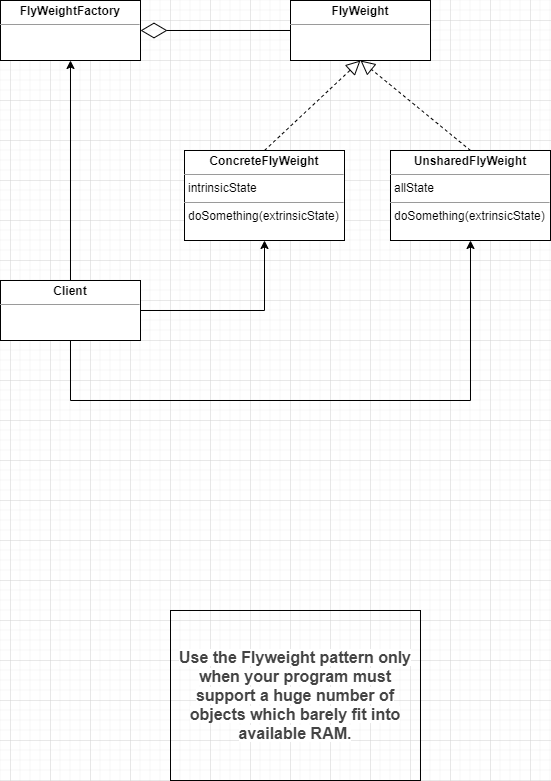 FlyWeightFactory
FlyWeight
ConcreteFlyWeight
intrinsicState
doSomething(extrinsicState)
UnsharedFlyWeight
allState
doSomething(extrinsicState)
Client
Use the Flyweight pattern only
when your program must
support a huge number of
objects which barely fit into
available RAM.